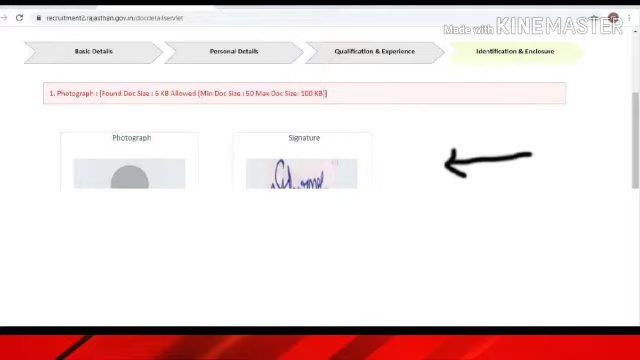 recruitment2.rajasthan.gov.in/docdetailservlet
Made with KINEMASTER
Basic Details
Personal Details
Qualification & Experience
Identification & Enclosure
1. Photograph : [Found Doc Size : 5 KB Allowed (Min Doc Size : 50 Max Doc Size: 100 KB)]
Photograph
Signature